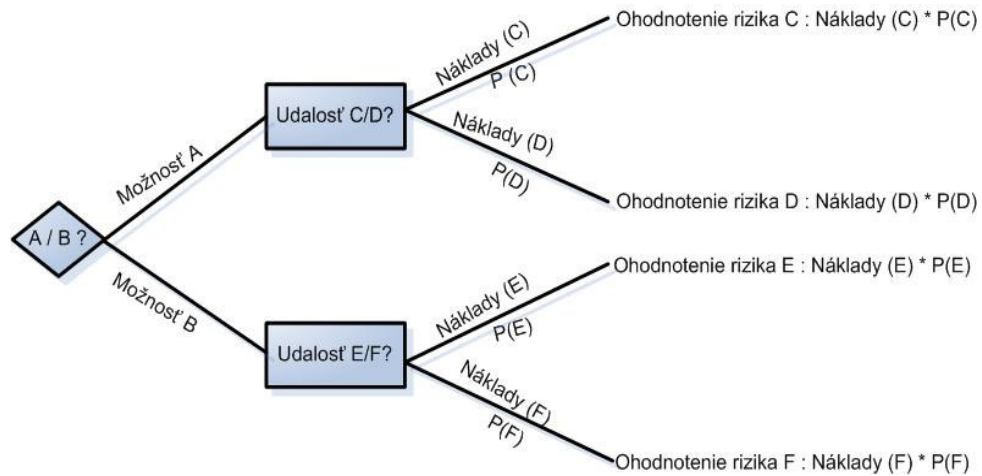 A / B ?
Možnosť A
Udalosť C/D?
Náklady (C)
P (C)
Ohodnotenie rizika C : Náklady (C) * P(C)
Náklady (D)
P(D)
Ohodnotenie rizika D : Náklady (D) * P(D)
Možnosť B
Udalosť E/F?
Náklady (E)
P(E)
Ohodnotenie rizika E : Náklady (E) * P(E)
Náklady (F)
P(F)
Ohodnotenie rizika F : Náklady (F) * P(F)